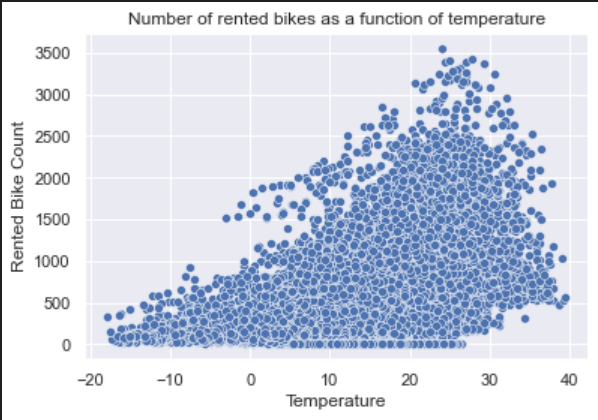 Number of rented bikes as a function of temperature
3500
3000
2500
2000
1500
1000
500
0
Rented Bike Count
−20 −10 0 10 20 30 40
Temperature